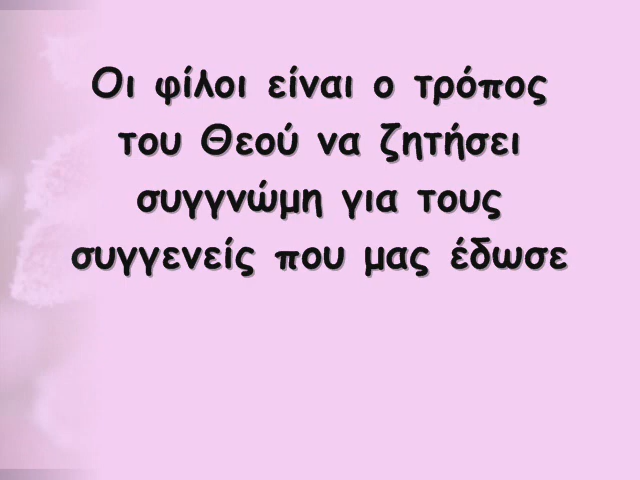 Οι φίλοι είναι ο τρόπος
του Θεού να ζητήσει
συγγνώμη για τους
συγγενείς που μας έδωσε